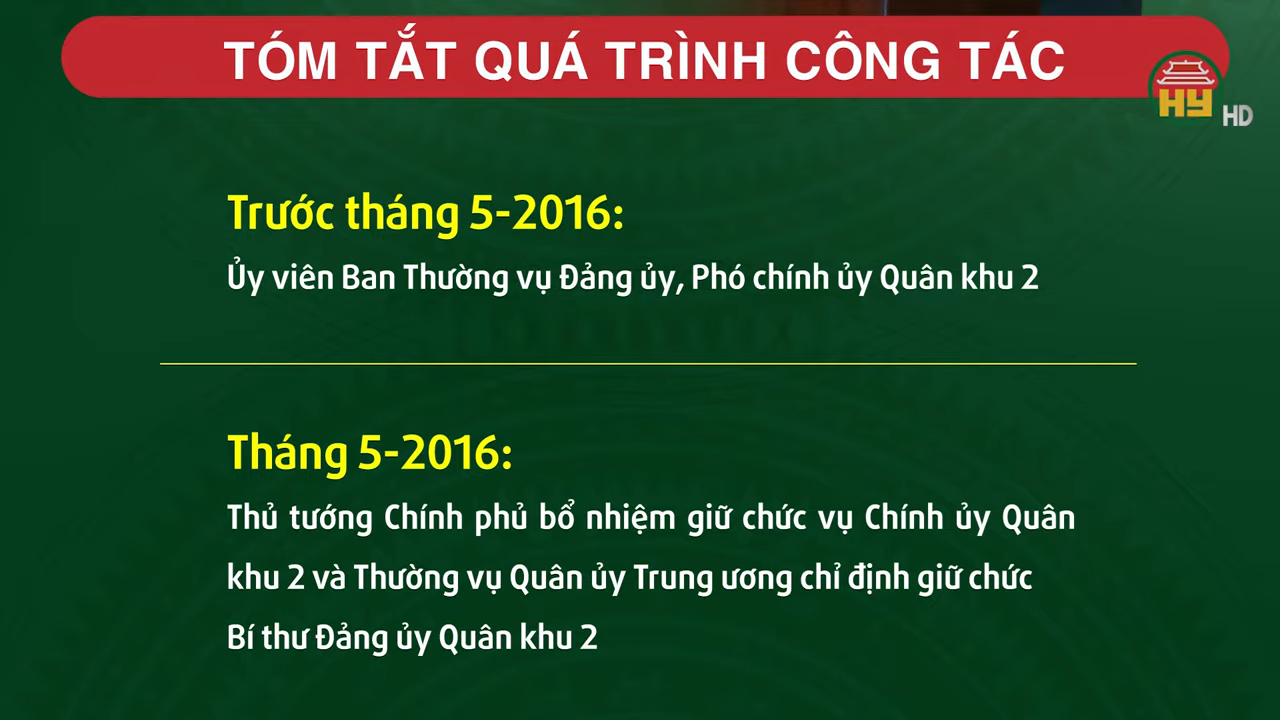 TÓM TẮT QUÁ TRÌNH CÔNG TÁC
HY
HD
Trước tháng 5-2016:
Ủy viên Ban Thường vụ Đảng ủy, Phó chính ủy Quân khu 2
Tháng 5-2016:
Thủ tướng Chính phủ bổ nhiệm giữ chức vụ Chính ủy Quân
khu 2 và Thường vụ Quân ủy Trung ương chỉ định giữ chức
Bí thư Đảng ủy Quân khu 2